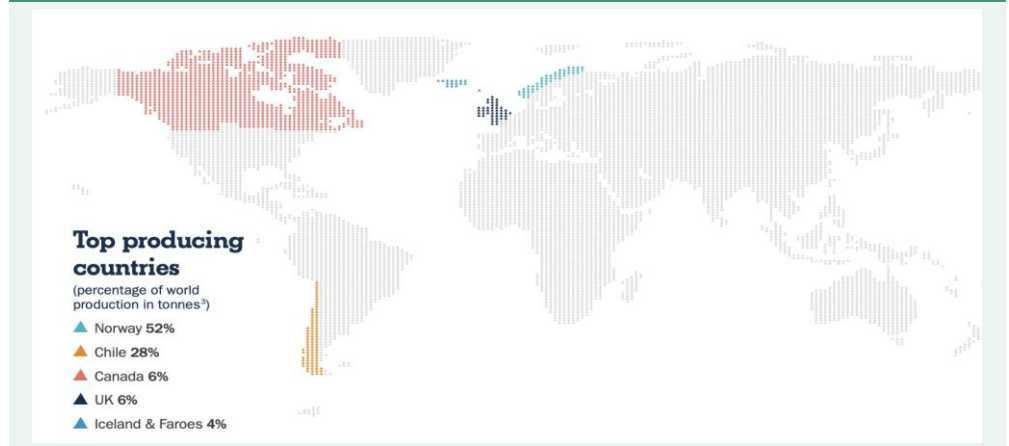 Top producing
countries
(percentage of world
production in tonnes³)
Norway 52%
Chile 28%
Canada 6%
UK 6%
Iceland & Faroes 4%